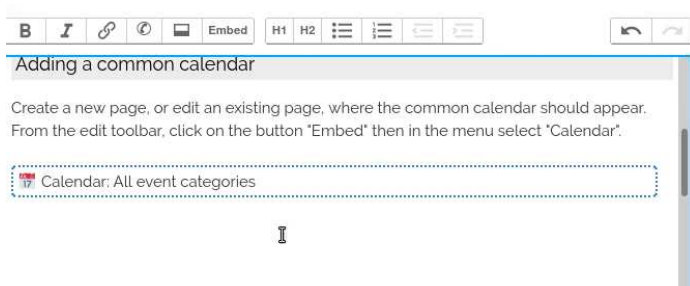 B I Embed H1 H2
Adding a common calendar
Create a new page, or edit an existing page, where the common calendar should appear.
From the edit toolbar, click on the button "Embed" then in the menu select "Calendar".
17 Calendar: All event categories